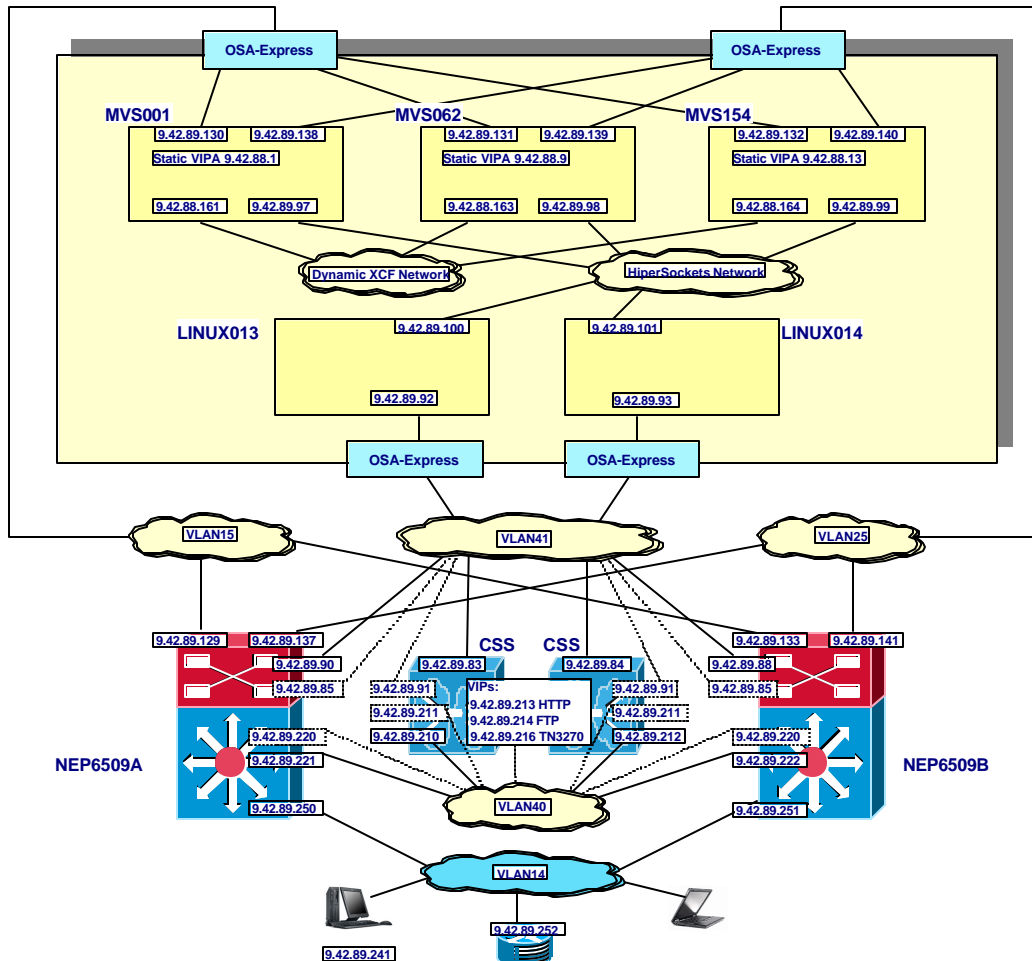 OSA-Express
OSA-Express
MVS001
MVS062
MVS154
9.42.89.130
9.42.89.138
9.42.89.131
9.42.89.139
9.42.89.132
9.42.89.140
Static VIPA 9.42.88.1
Static VIPA 9.42.88.9
Static VIPA 9.42.88.13
9.42.88.161
9.42.89.97
9.42.88.163
9.42.89.98
9.42.88.164
9.42.89.99
Dynamic XCF Network
HiperSockets Network
LINUX013
9.42.89.100
9.42.89.101
LINUX014
9.42.89.92
9.42.89.93
OSA-Express
OSA-Express
VLAN15
VLAN41
VLAN25
9.42.89.129
9.42.89.137
CSS
CSS
9.42.89.133
9.42.89.141
9.42.89.90
9.42.89.83
9.42.89.84
9.42.89.88
9.42.89.85
9.42.89.91
VIPs:
9.42.89.213 HTTP
9.42.89.214 FTP
9.42.89.216 TN3270
9.42.89.91
9.42.89.85
9.42.89.211
9.42.89.211
9.42.89.220
9.42.89.210
9.42.89.212
9.42.89.220
NEP6509A
9.42.89.221
9.42.89.222
NEP6509B
9.42.89.250
VLAN40
9.42.89.251
VLAN14
9.42.89.252
9.42.89.241